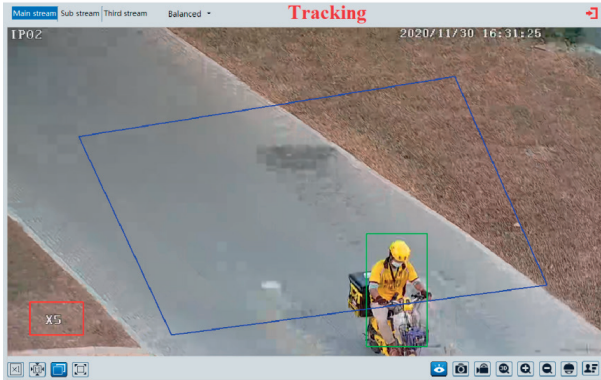 Main stream Sub stream Third stream Balanced Tracking
IP02 2020/11/30 16:31:25
X5